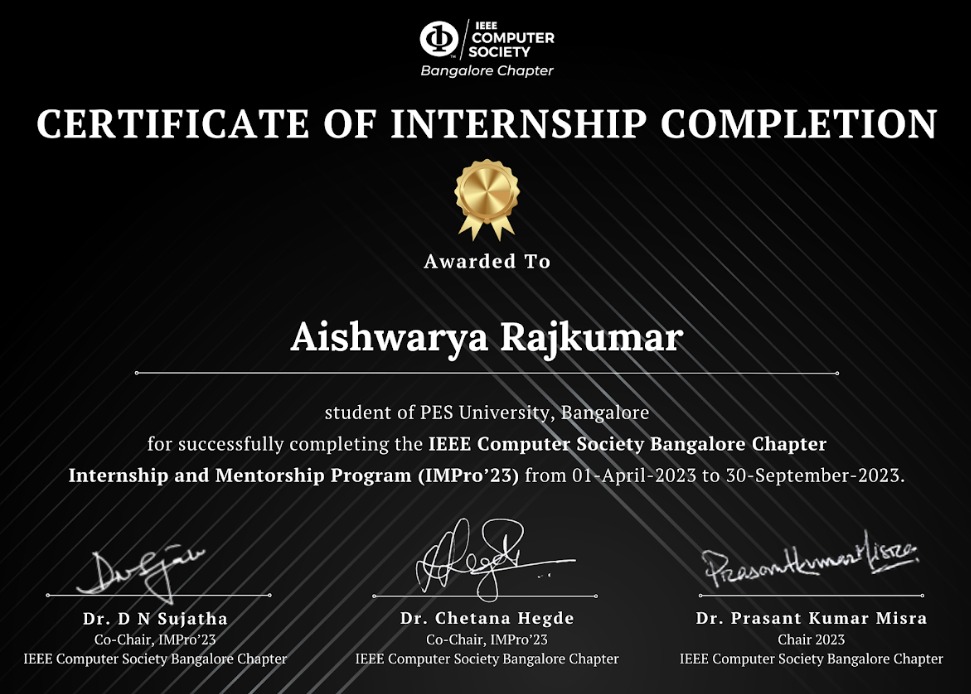 IEEE
COMPUTER
SOCIETY
Bangalore Chapter
CERTIFICATE OF INTERNSHIP COMPLETION
Awarded To
Aishwarya Rajkumar
student of PES University, Bangalore
for successfully completing the IEEE Computer Society Bangalore Chapter
Internship and Mentorship Program (IMPro’23) from 01-April-2023 to 30-September-2023.
Prasant Kumar Misra
Dr. D N Sujatha
Co-Chair, IMPro’23
IEEE Computer Society Bangalore Chapter
Dr. Chetana Hegde
Co-Chair, IMPro’23
IEEE Computer Society Bangalore Chapter
Dr. Prasant Kumar Misra
Chair 2023
IEEE Computer Society Bangalore Chapter